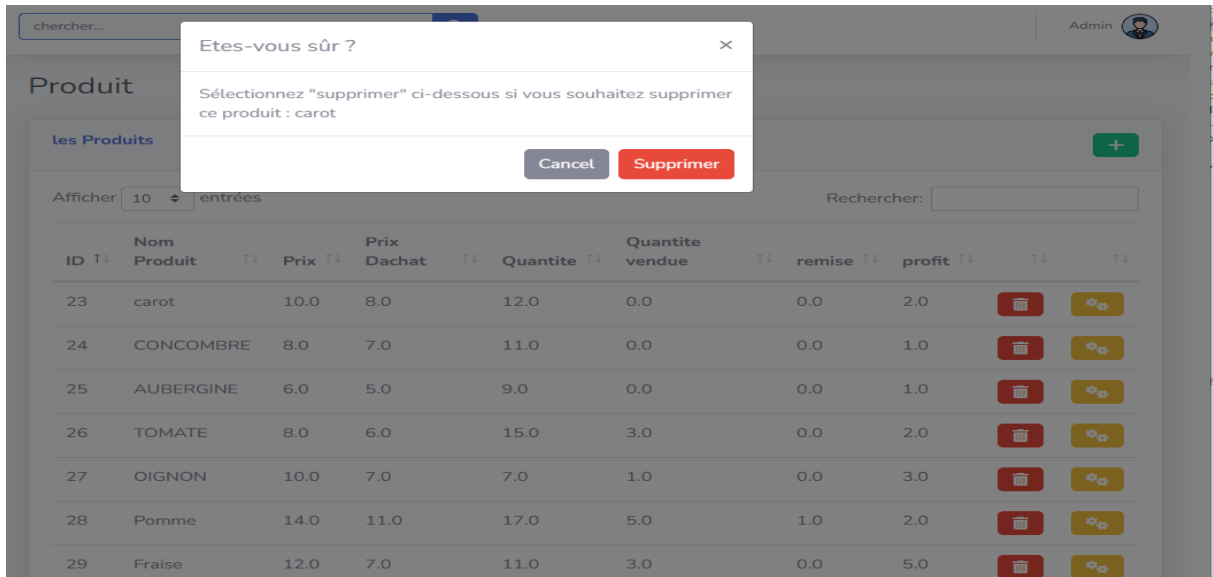 chercher...
Admin
Etes-vous sûr ?
×
Produit
Sélectionnez "supprimer" ci-dessous si vous souhaitez supprimer
ce produit : carot
les Produits
Cancel
Supprimer
+
Afficher 10 entrées
Rechercher:
ID Nom Produit Prix Prix Dachat Quantite Quantite vendue remise profit
23 carot 10.0 8.0 12.0 0.0 0.0 2.0
24 CONCOMBRE 8.0 7.0 11.0 0.0 0.0 1.0
25 AUBERGINE 6.0 5.0 9.0 0.0 0.0 1.0
26 TOMATE 8.0 6.0 15.0 3.0 0.0 2.0
27 OIGNON 10.0 7.0 7.0 1.0 0.0 3.0
28 Pomme 14.0 11.0 17.0 5.0 1.0 2.0
29 Fraise 12.0 7.0 11.0 3.0 0.0 5.0